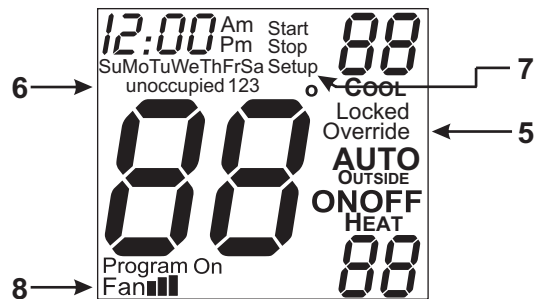 12:00 Am Pm Start Stop 88
SuMoTuWeThFrSa Setup
6 unoccupied 123 7
88 ° COOL
Locked
Override 5
AUTO
OUTSIDE
ONOFF
HEAT
Program On 88
8 Fan